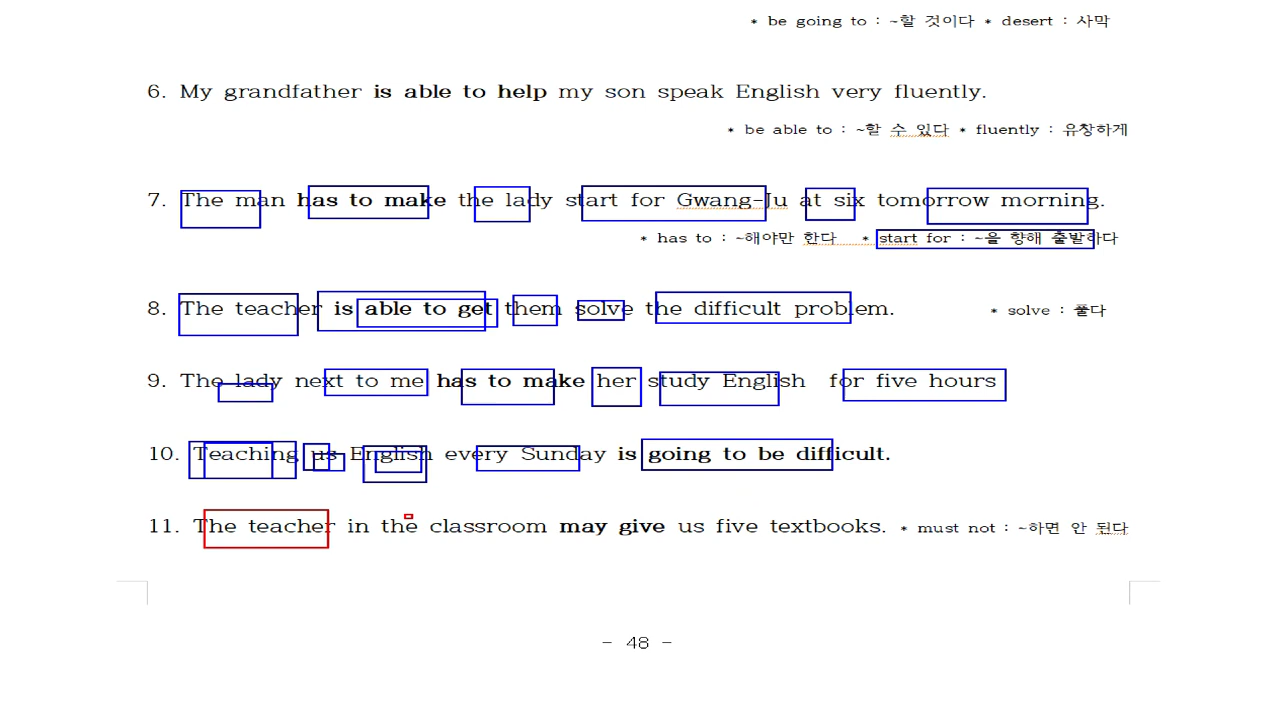 * be going to : ~할 것이다 * desert : 사막
6. My grandfather is able to help my son speak English very fluently.
* be able to : ~할 수 있다 * fluently : 유창하게
7. The man has to make the lady start for Gwang-Ju at six tomorrow morning.
* has to : ~해야만 한다 * start for : ~을 향해 출발하다
8. The teacher is able to get them solve the difficult problem. * solve : 풀다
9. The lady next to me has to make her study English for five hours
10. Teaching us English every Sunday is going to be difficult.
11. The teacher in the classroom may give us five textbooks. * must not : ~하면 안 된다
- 48 -